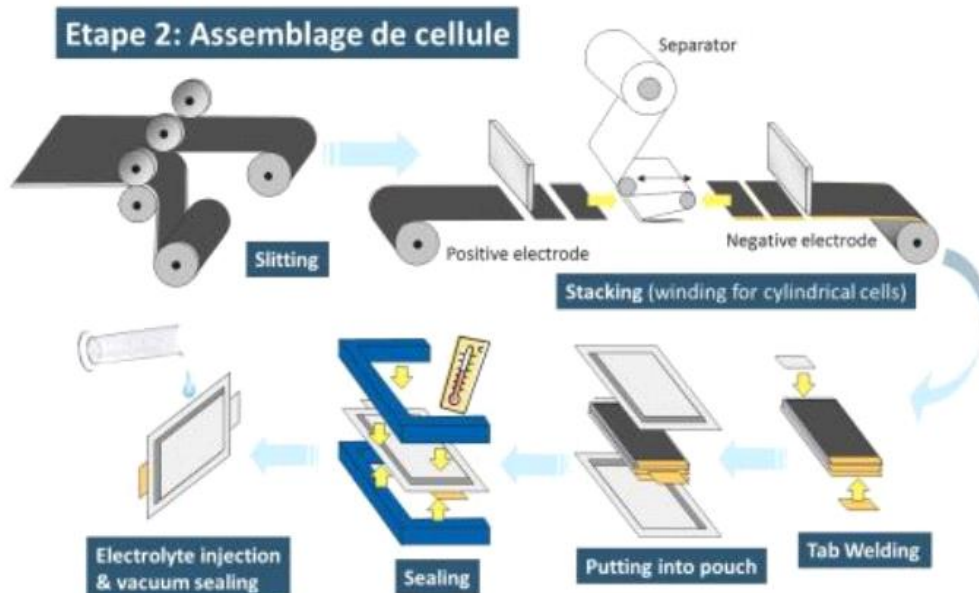 Etape 2: Assemblage de cellule
Separator
Slitting
Positive electrode
Negative electrode
Stacking (winding for cylindrical cells)
Electrolyte injection
& vacuum sealing
Sealing
Putting into pouch
Tab Welding